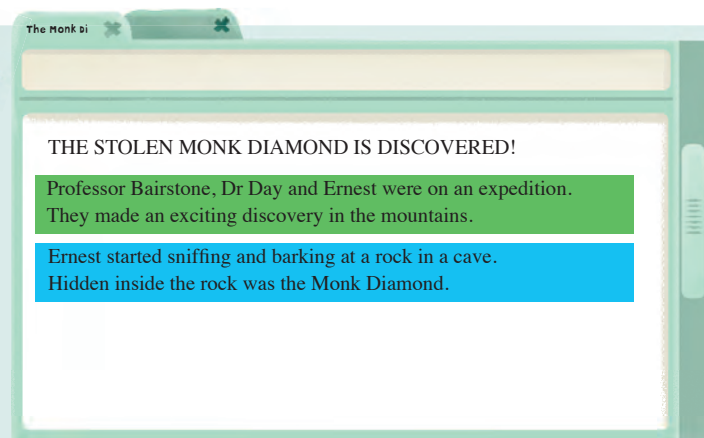 The Monk Di
THE STOLEN MONK DIAMOND IS DISCOVERED!
Professor Bairstone, Dr Day and Ernest were on an expedition.
They made an exciting discovery in the mountains.
Ernest started sniffing and barking at a rock in a cave.
Hidden inside the rock was the Monk Diamond.